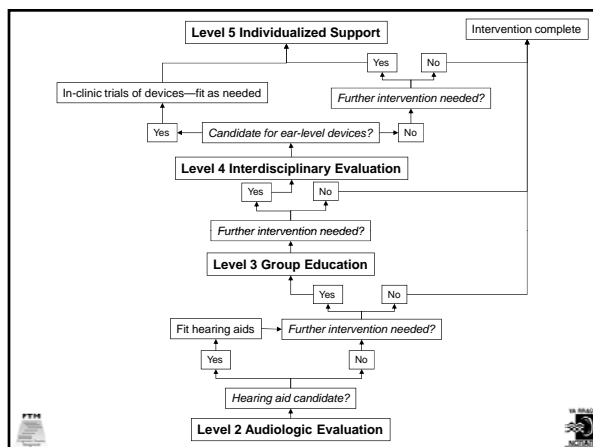 Level 5 Individualized Support
Intervention complete
Yes
No
In-clinic trials of devices—fit as needed
Further intervention needed?
Yes
Candidate for ear-level devices?
No
Level 4 Interdisciplinary Evaluation
Yes
No
Further intervention needed?
Level 3 Group Education
Yes
No
Fit hearing aids
Further intervention needed?
Yes
No
Hearing aid candidate?
Level 2 Audiologic Evaluation
PTM